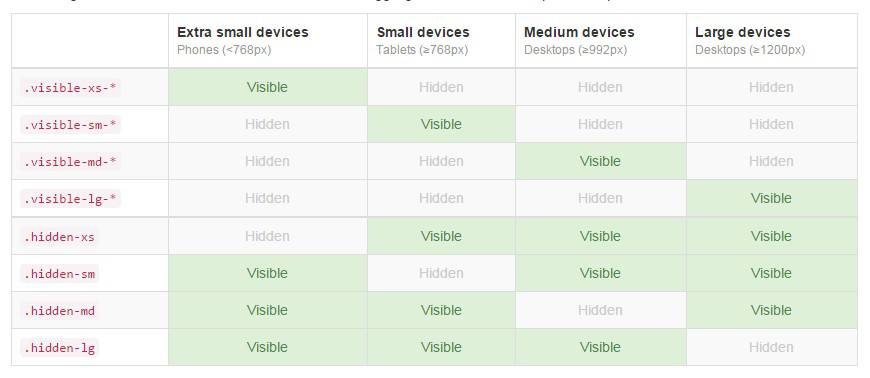 Extra small devices Small devices Medium devices Large devices
Phones (<768px) Tablets (≥768px) Desktops (≥992px) Desktops (≥1200px)
.visible-xs-* Visible Hidden Hidden Hidden
.visible-sm-* Hidden Visible Hidden Hidden
.visible-md-* Hidden Hidden Visible Hidden
.visible-lg-* Hidden Hidden Hidden Visible
.hidden-xs Hidden Visible Visible Visible
.hidden-sm Visible Hidden Visible Visible
.hidden-md Visible Visible Hidden Visible
.hidden-lg Visible Visible Visible Hidden